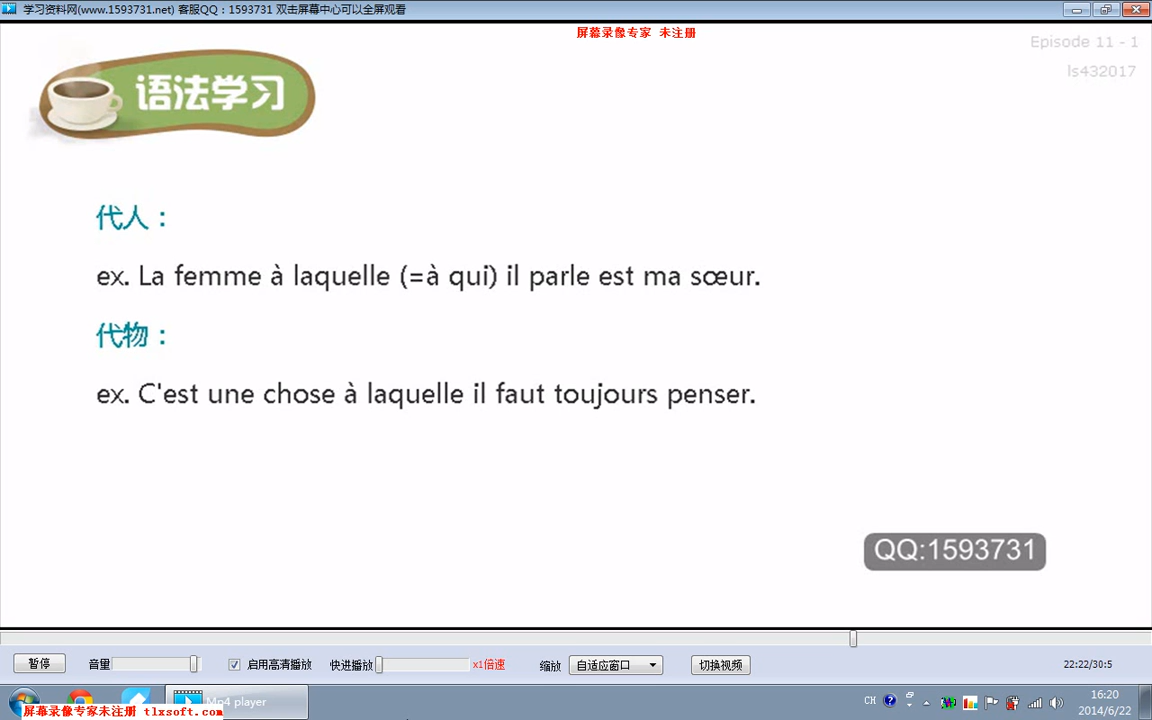 学习资料网(www.1593731.net) 客服QQ：1593731 双击屏幕中心可以全屏观看
屏幕录像专家 未注册
Episode 11 - 1
ls432017
语法学习
代人：
ex. La femme à laquelle (=à qui) il parle est ma sœur.
代物：
ex. C'est une chose à laquelle il faut toujours penser.
QQ:1593731
暂停 音量 启用高清播放 快进播放 x1倍速 缩放 自适应窗口 切换视频 22:22/30:5
Mp4 player
CH
16:20
2014/6/22
屏幕录像专家未注册 tlxsoft.com